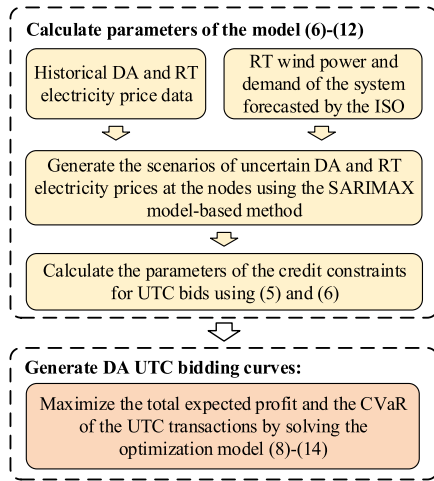 Calculate parameters of the model (6)-(12)
Historical DA and RT
electricity price data
RT wind power and
demand of the system
forecasted by the ISO
Generate the scenarios of uncertain DA and RT
electricity prices at the nodes using the SARIMAX
model-based method
Calculate the parameters of the credit constraints
for UTC bids using (5) and (6)
Generate DA UTC bidding curves:
Maximize the total expected profit and the CVaR
of the UTC transactions by solving the
optimization model (8)-(14)